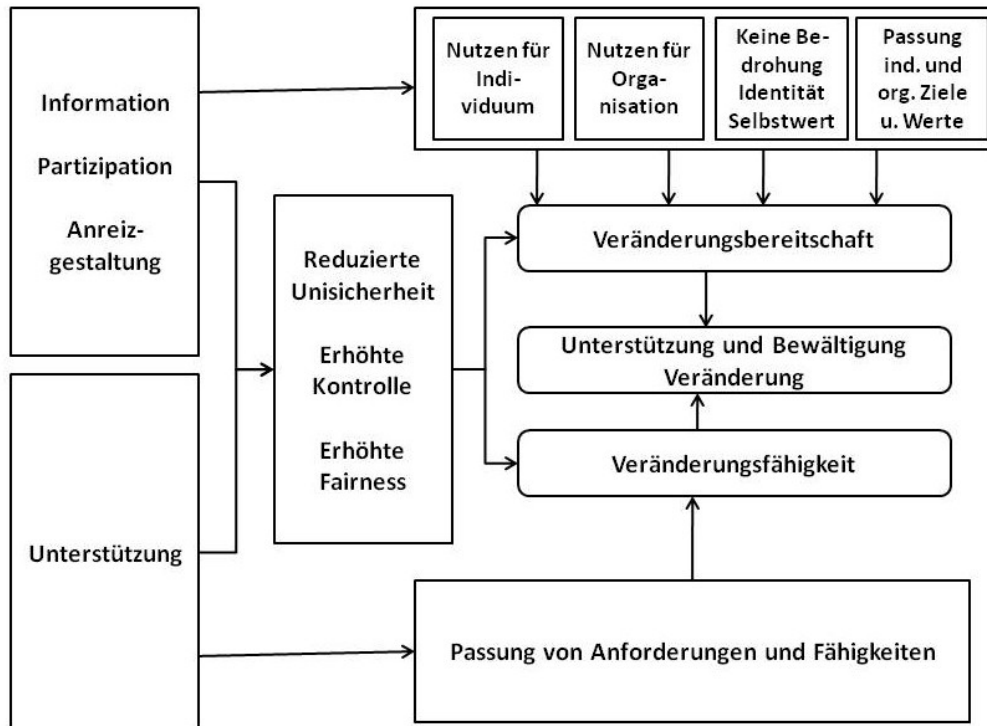 Information
Partizipation
Anreiz-
gestaltung
Unterstützung
Reduzierte
Unisicherheit
Erhöhte
Kontrolle
Erhöhte
Fairness
Nutzen für
Indi-
viduum
Nutzen für
Orga-
nisation
Keine Be-
drohung
Identität
Selbstwert
Passung
ind. und
org. Ziele
u. Werte
Veränderungsbereitschaft
Unterstützung und Bewältigung
Veränderung
Veränderungsfähigkeit
Passung von Anforderungen und Fähigkeiten